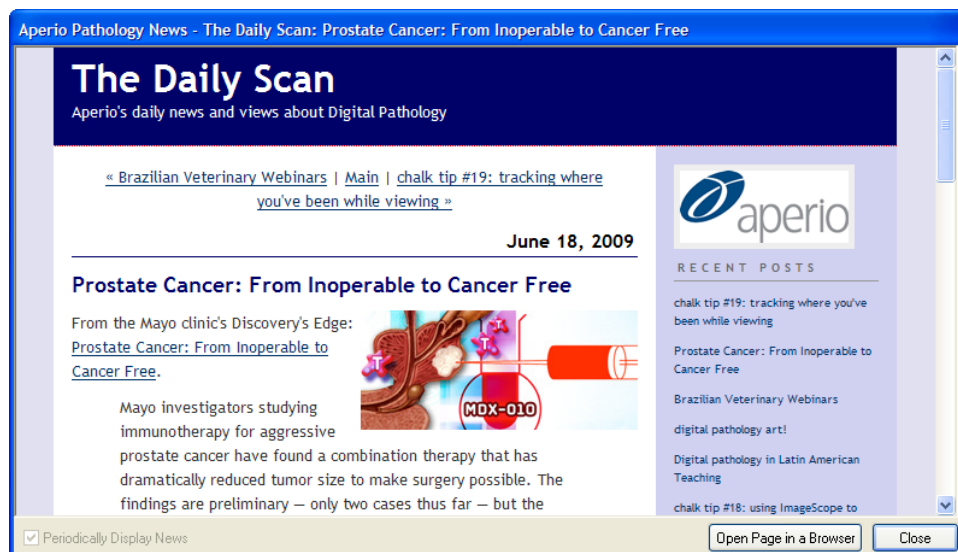 Aperio Pathology News - The Daily Scan: Prostate Cancer: From Inoperable to Cancer Free
The Daily Scan
Aperio's daily news and views about Digital Pathology
« Brazilian Veterinary Webinars | Main | chalk tip #19: tracking where
you've been while viewing »
June 18, 2009
Prostate Cancer: From Inoperable to Cancer Free
From the Mayo clinic's Discovery's Edge:
Prostate Cancer: From Inoperable to
Cancer Free.
T
T
T
MDX-010
Mayo investigators studying
immunotherapy for aggressive
prostate cancer have found a combination therapy that has
dramatically reduced tumor size to make surgery possible. The
findings are preliminary — only two cases thus far — but the
aperio
RECENT POSTS
chalk tip #19: tracking where you've
been while viewing
Prostate Cancer: From Inoperable to
Cancer Free
Brazilian Veterinary Webinars
digital pathology art!
Digital pathology in Latin American
Teaching
chalk tip #18: using ImageScope to
Periodically Display News
Open Page in a Browser
Close